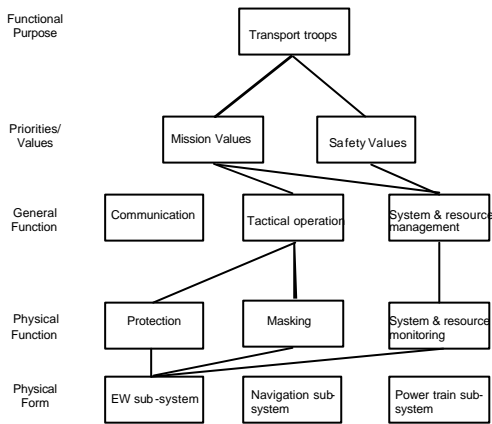 Functional
Purpose
Transport troops
Priorities/
Values
Mission Values
Safety Values
General
Function
Communication
Tactical operation
System & resource
management
Physical
Function
Protection
Masking
System & resource
monitoring
Physical
Form
EW sub-system
Navigation sub-
system
Power train sub-
system